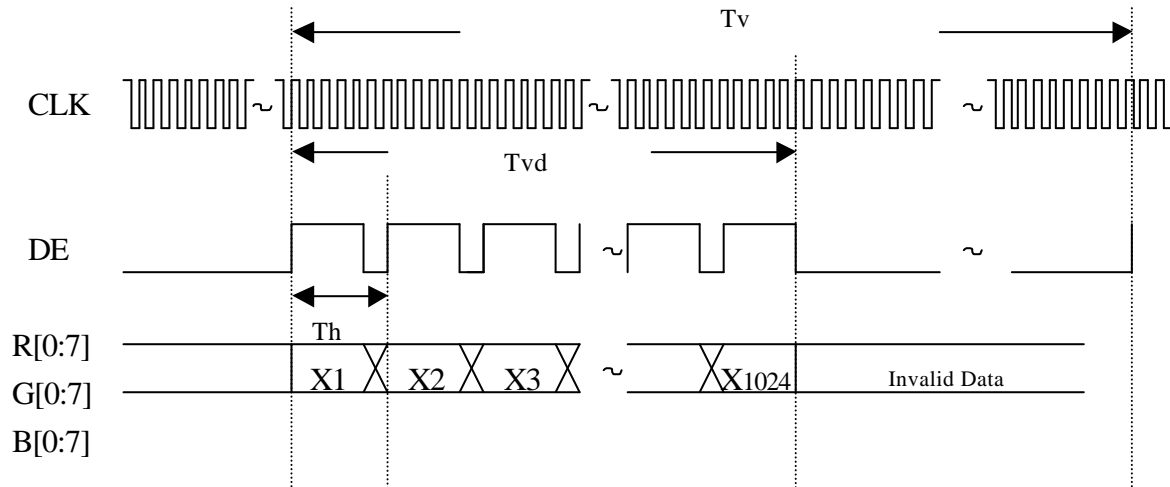 Tv
CLK
Tvd
DE
Th
R[0:7]
X1 X2 X3 X1024 Invalid Data
G[0:7]
B[0:7]